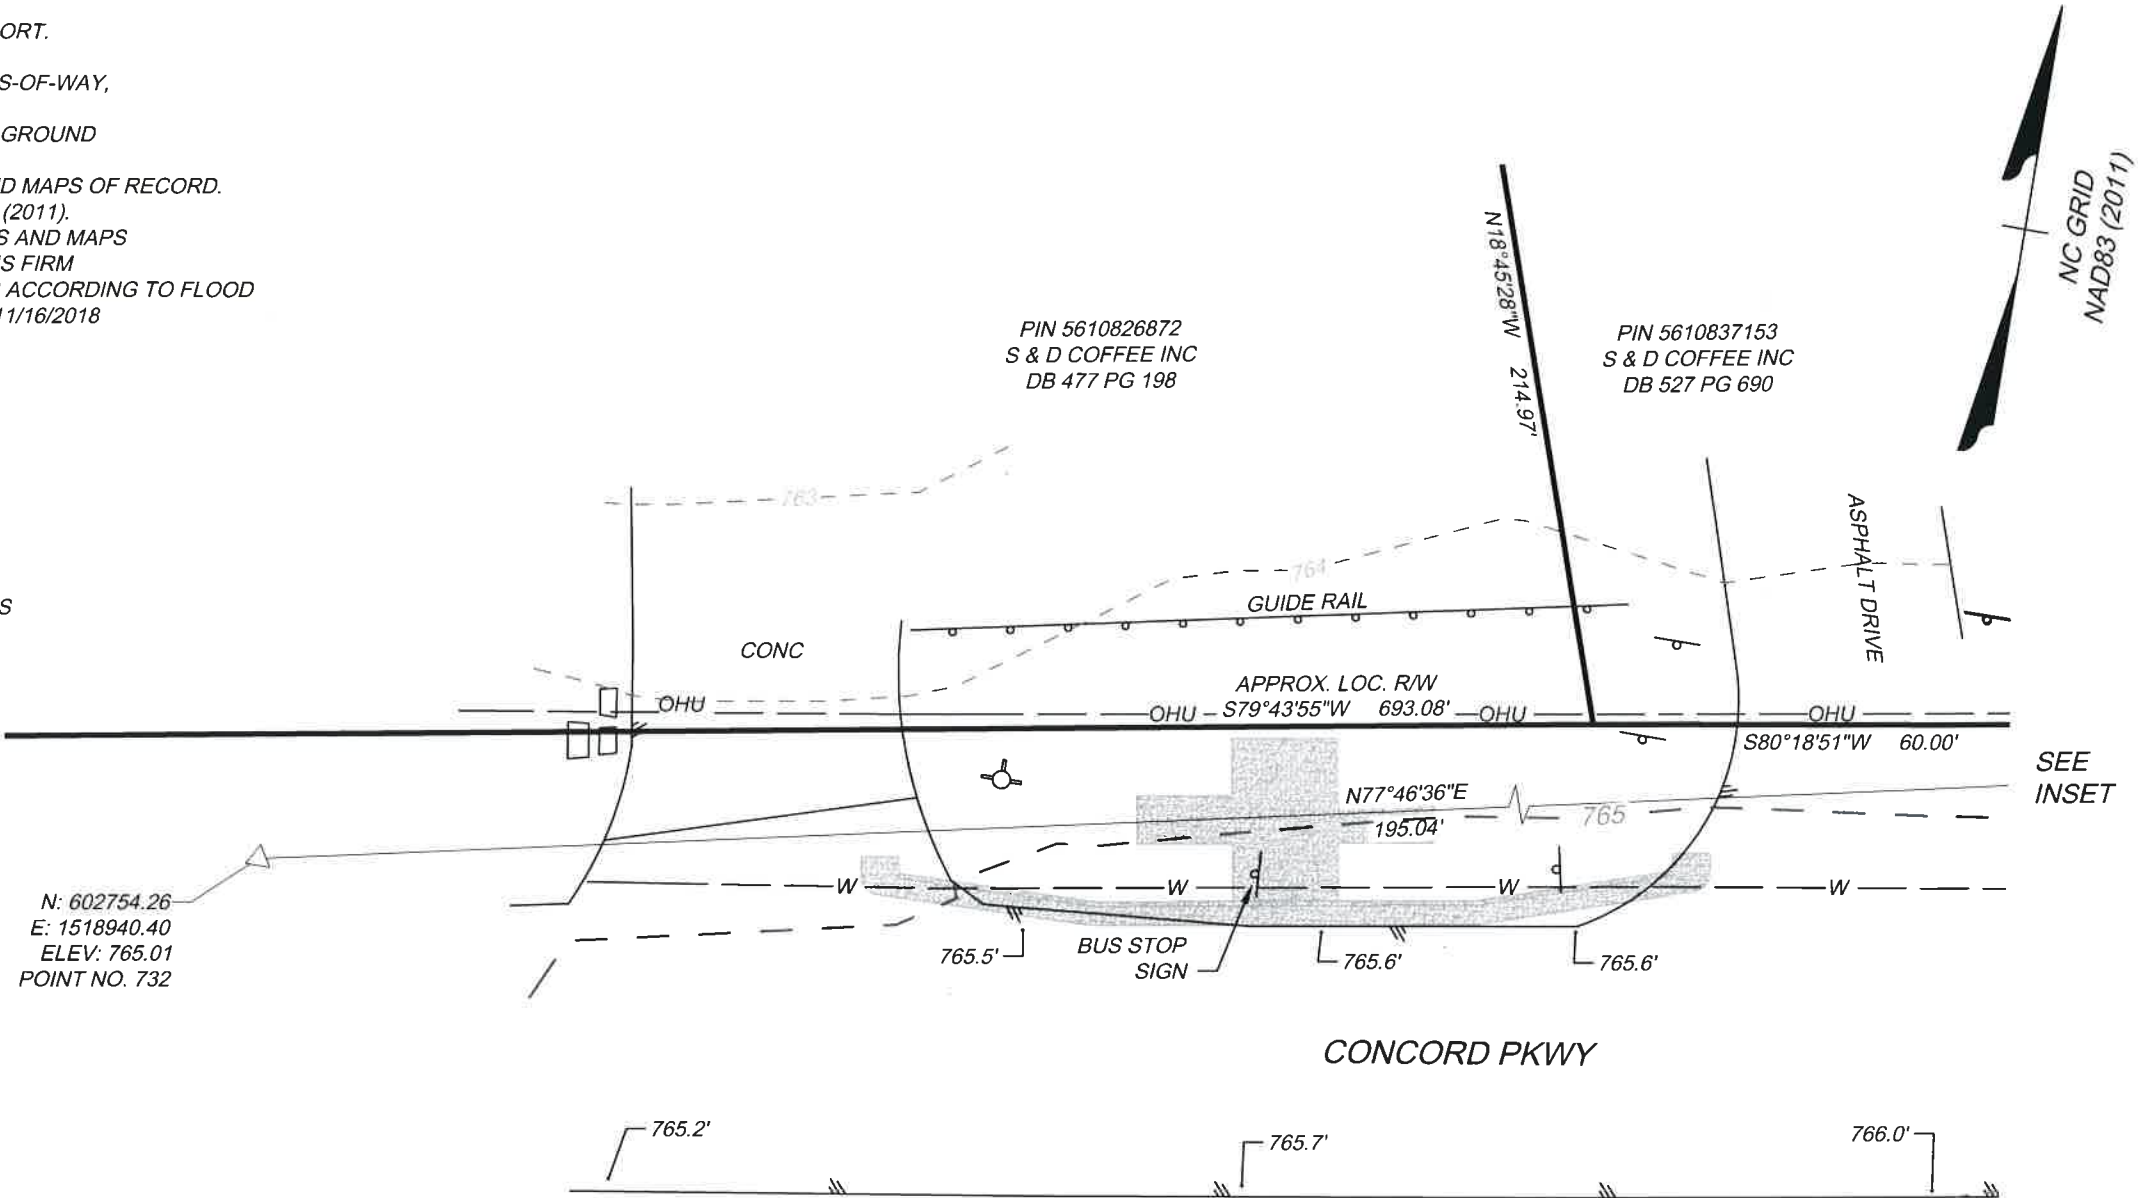 ORT.
S-OF-WAY,
GROUND
D MAPS OF RECORD.
(2011).
S AND MAPS
IS FIRM
ACCORDING TO FLOOD
11/16/2018
S
NC GRID
NAD83 (2011)
PIN 5610826872
S & D COFFEE INC
DB 477 PG 198
N18°45'28"W 214.97'
PIN 5610837153
S & D COFFEE INC
DB 527 PG 690
763
764
GUIDE RAIL
ASPHALT DRIVE
CONC
APPROX. LOC. R/W
S79°43'55"W 693.08'
OHU
OHU
OHU
OHU
S80°18'51"W 60.00'
SEE
INSET
N77°46'36"E
195.04'
765
W
W
W
W
N: 602754.26
E: 1518940.40
ELEV: 765.01
POINT NO. 732
765.5'
BUS STOP
SIGN
765.6'
765.6'
CONCORD PKWY
765.2'
765.7'
766.0'